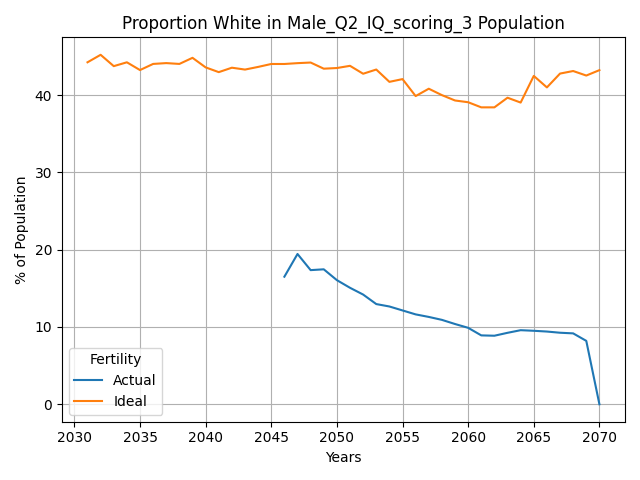 Proportion White in Male_Q2_IQ_scoring_3 Population
% of Population
40
30
20
10
0
Fertility
Actual
Ideal
2030 2035 2040 2045 2050 2055 2060 2065 2070
Years